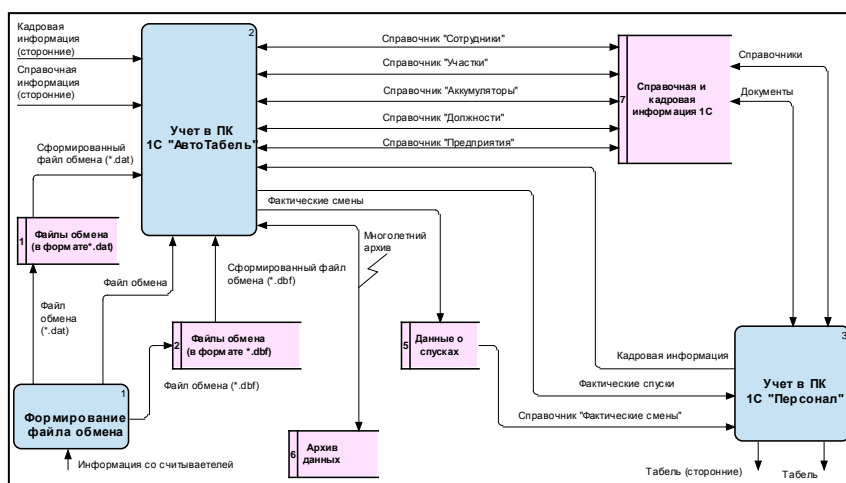 Кадровая
информация
(сторонние)
Справочная
информация
(сторонние)
Сформированный
файл обмена (*.dat)
2
Учет в ПК
1С "АвтоТабель"
Справочник "Сотрудники"
Справочник "Участки"
Справочник "Аккумуляторы"
Справочник "Должности"
Справочник "Предприятия"
7
Справочная и
кадровая
информация 1С
Справочники
Документы
1
Файлы обмена
(в формате*.dat)
Фактические смены
Многолетний
архив
Сформированный файл
обмена (*.dbf)
Файл обмена
Файл
обмена
(*.dat)
2
Файлы обмена
(в формате *.dbf)
5
Данные о
спусках
Файл обмена (*.dbf)
1
Формирование
файла обмена
Информация со считываетелей
6
Архив
данных
Кадровая информация
Фактические спуски
Справочник "Фактические смены"
3
Учет в ПК
1С "Персонал"
Табель (сторонние)
Табель